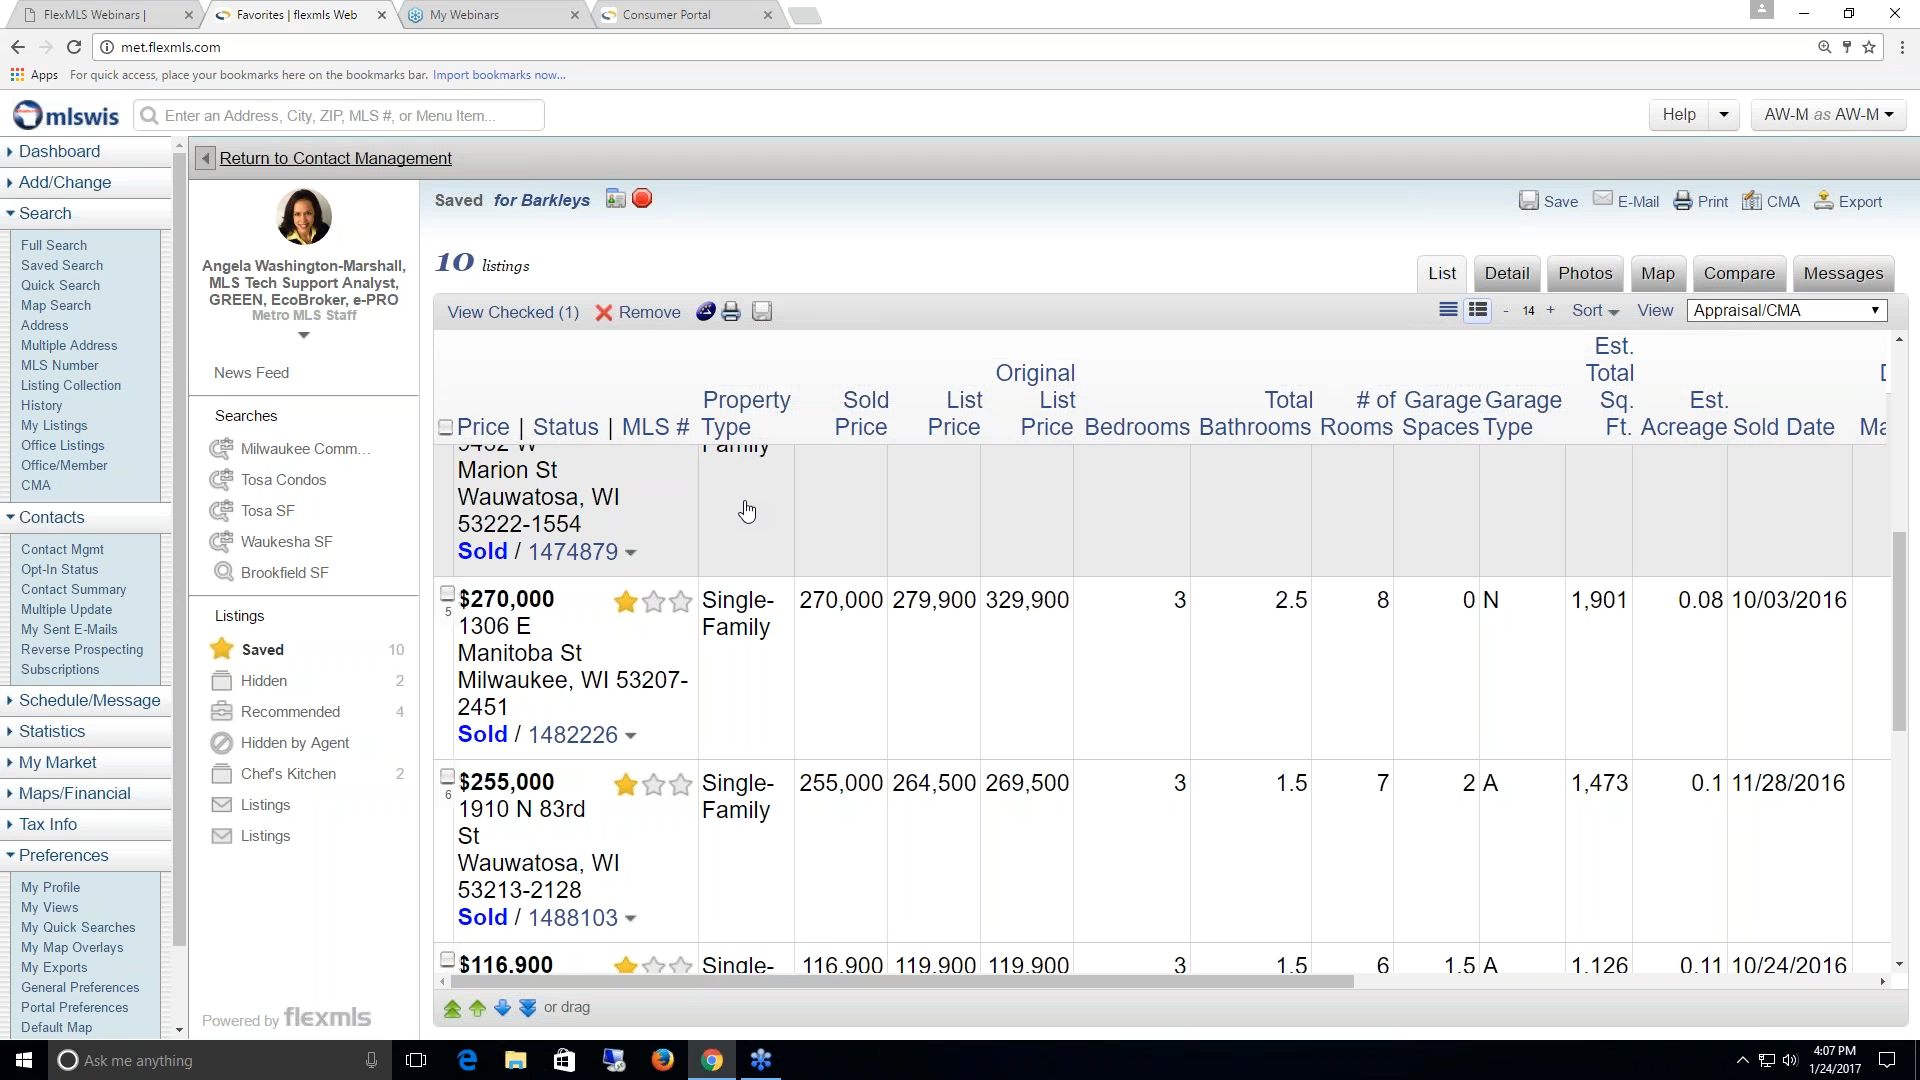 FlexMLS Webinars |
Favorites | flexmls Web
My Webinars
Consumer Portal
met.flexmls.com
Apps For quick access, place your bookmarks here on the bookmarks bar. Import bookmarks now...
mlswis
Enter an Address, City, ZIP, MLS #, or Menu Item...
Help
AW-M as AW-M
Dashboard
Add/Change
Search
Full Search
Saved Search
Quick Search
Map Search
Address
Multiple Address
MLS Number
Listing Collection
History
My Listings
Office Listings
Office/Member
CMA
Contacts
Contact Mgmt
Opt-In Status
Contact Summary
Multiple Update
My Sent E-Mails
Reverse Prospecting
Subscriptions
Schedule/Message
Statistics
My Market
Maps/Financial
Tax Info
Preferences
My Profile
My Views
My Quick Searches
My Map Overlays
My Exports
General Preferences
Portal Preferences
Default Map
Return to Contact Management
Angela Washington-Marshall,
MLS Tech Support Analyst,
GREEN, EcoBroker, e-PRO
Metro MLS Staff
News Feed
Searches
Milwaukee Comm...
Tosa Condos
Tosa SF
Waukesha SF
Brookfield SF
Listings
Saved 10
Hidden 2
Recommended 4
Hidden by Agent
Chef's Kitchen 2
Listings
Listings
Powered by flexmls
Saved for Barkleys
Save E-Mail Print CMA Export
10 listings
List Detail Photos Map Compare Messages
View Checked (1) Remove
- 14 + Sort View Appraisal/CMA
Price | Status | MLS #
Property
Type
Sold
Price
List
Price
Original
List
Price
Bedrooms
Total
Bathrooms
# of
Rooms
Garage
Spaces
Garage
Type
Est.
Total
Sq.
Ft.
Est.
Acreage
Sold Date
Marion St
Wauwatosa, WI
53222-1554
Sold / 1474879
Family
5
$270,000
1306 E
Manitoba St
Milwaukee, WI 53207-
2451
Sold / 1482226
Single-
Family
270,000 279,900 329,900 3 2.5 8 0 N 1,901 0.08 10/03/2016
6
$255,000
1910 N 83rd
St
Wauwatosa, WI
53213-2128
Sold / 1488103
Single-
Family
255,000 264,500 269,500 3 1.5 7 2 A 1,473 0.1 11/28/2016
$116,900 Single- 116,900 119,900 119,900 3 1.5 6 1.5 A 1,126 0.11 10/24/2016
or drag
Ask me anything
4:07 PM
1/24/2017